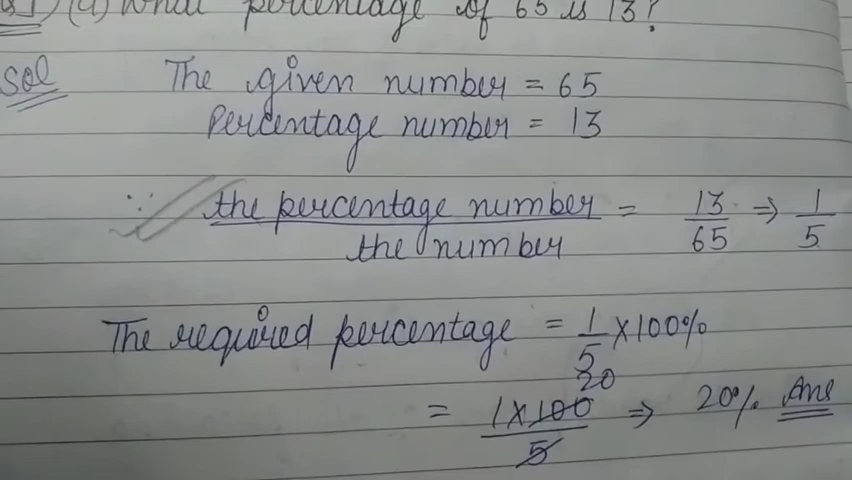 (a) What percentage of 65 is 13?
Sol The given number = 65
Percentage number = 13
∵ the percentage number / the number = 13/65 ⇒ 1/5
The required percentage = 1/5 × 100%
= 1 × 100 / 5 20 ⇒ 20% Ans